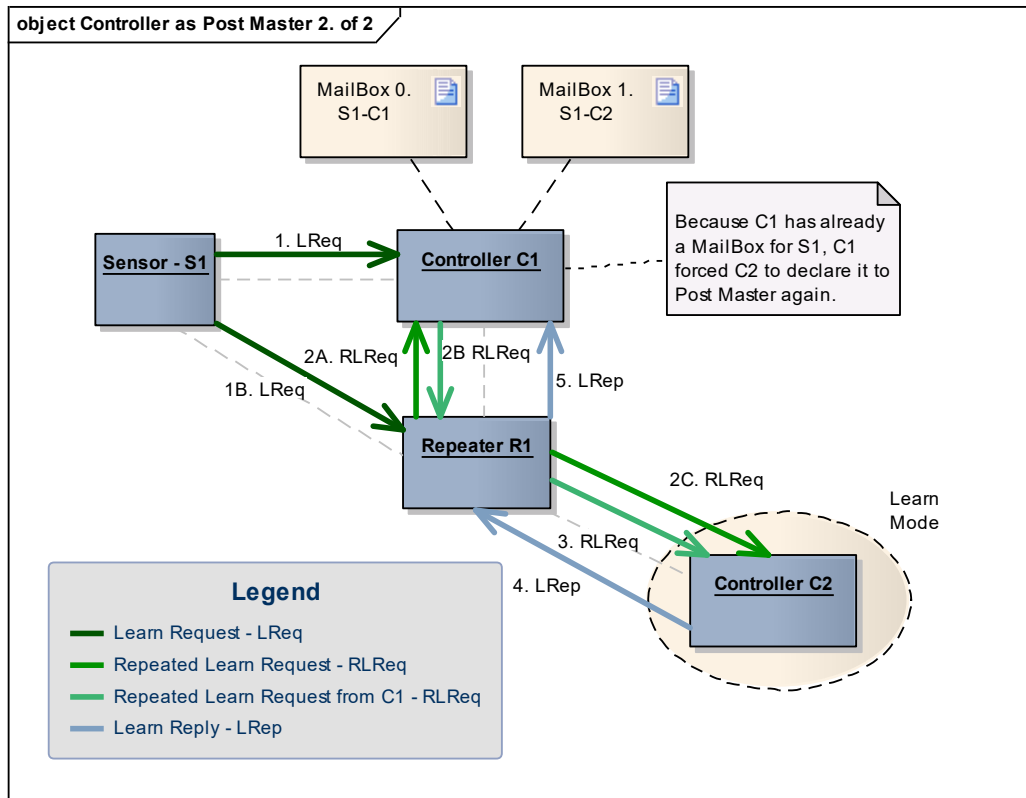 object Controller as Post Master 2. of 2
MailBox 0.
S1-C1
MailBox 1.
S1-C2
Because C1 has already
a MailBox for S1, C1
forced C2 to declare it to
Post Master again.
1. LReq
Sensor - S1
Controller C1
2A. RLReq
2B RLReq
1B. LReq
5. LRep
Repeater R1
2C. RLReq
Learn
Mode
3. RLReq
4. LRep
Controller C2
Legend
Learn Request - LReq
Repeated Learn Request - RLReq
Repeated Learn Request from C1 - RLReq
Learn Reply - LRep